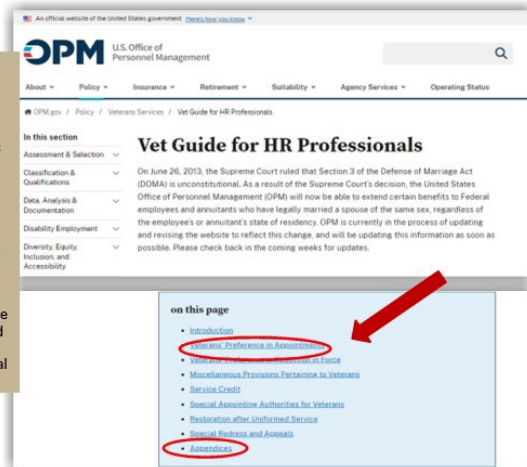 An official website of the United States government Here's how you know
OPM
U.S. Office of
Personnel Management
About
Policy
Insurance
Retirement
Suitability
Agency Services
Operating Status
OPM.gov / Policy / Veterans Services / Vet Guide for HR Professionals
In this section
Assessment & Selection
Classification &
Qualifications
Data, Analysis &
Documentation
Disability Employment
Diversity, Equity,
Inclusion, and
Accessibility
Vet Guide for HR Professionals
On June 26, 2013, the Supreme Court ruled that Section 3 of the Defense of Marriage Act
(DOMA) is unconstitutional. As a result of the Supreme Court's decision, the United States
Office of Personnel Management (OPM) will now be able to extend certain benefits to Federal
employees and annuitants who have legally married a spouse of the same sex, regardless of
the employee's or annuitant's state of residency. OPM is currently in the process of updating
and revising the website to reflect this change, and will be updating this information as soon as
possible. Please check back in the coming weeks for updates.
on this page
Introduction
Veterans' Preference in Appointments
Veterans' Preference in Reduction in Force
Miscellaneous Provisions Pertaining to Veterans
Service Credit
Special Appointing Authorities for Veterans
Restoration after Uniformed Service
Special Redress and Appeals
Appendices